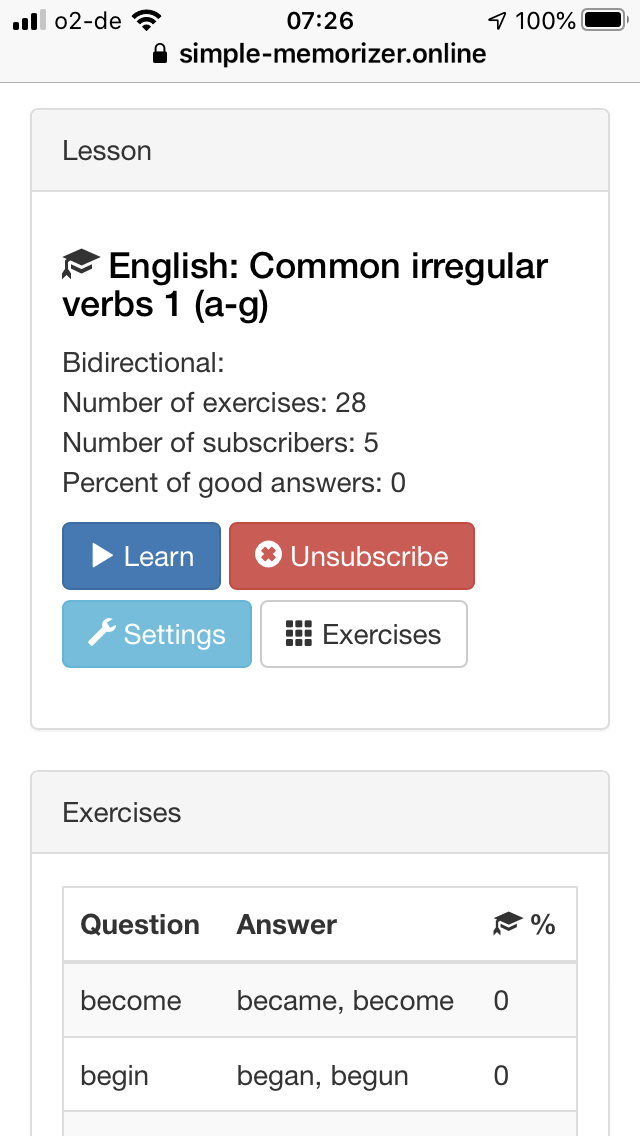 o2-de 07:26 100%
simple-memorizer.online
Lesson
English: Common irregular
verbs 1 (a-g)
Bidirectional:
Number of exercises: 28
Number of subscribers: 5
Percent of good answers: 0
Learn Unsubscribe
Settings Exercises
Exercises
Question Answer %
become became, become 0
begin began, begun 0